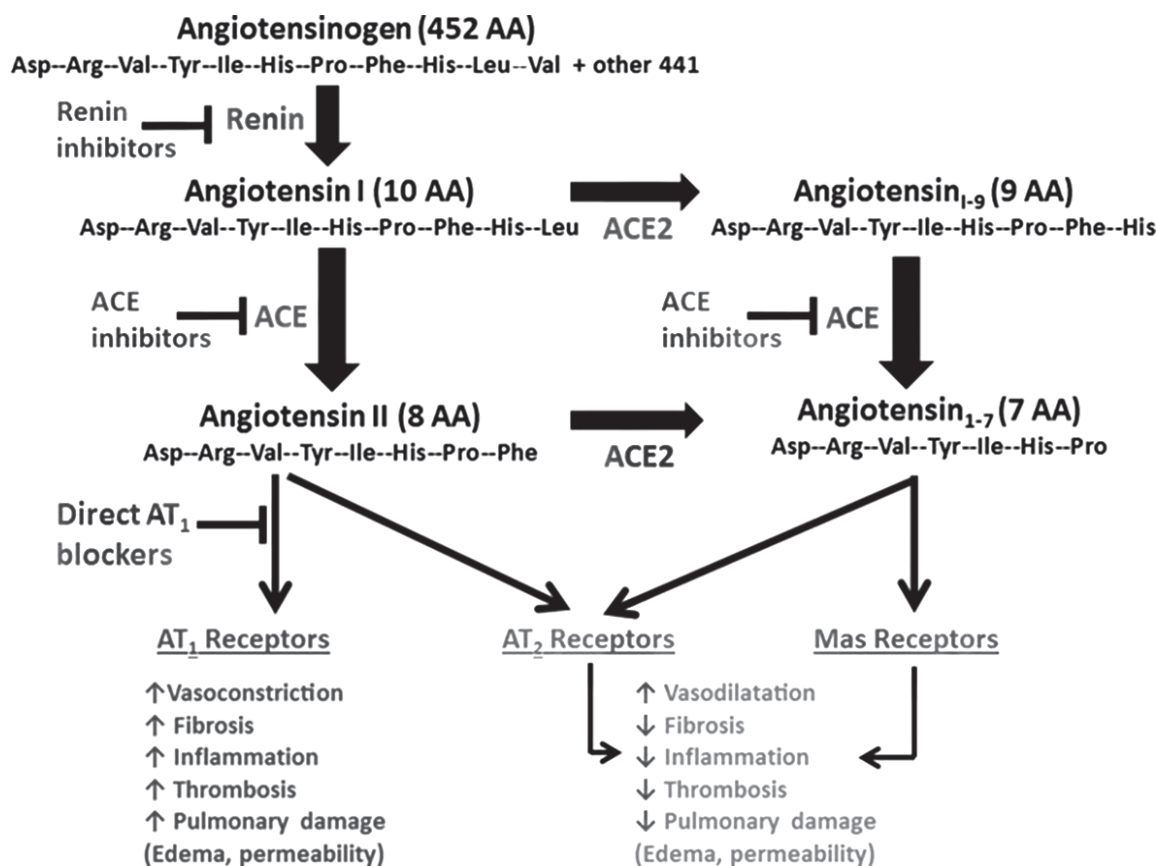 Angiotensinogen (452 AA)
Asp--Arg--Val--Tyr--Ile--His--Pro--Phe--His--Leu--Val + other 441
Renin
inhibitors
Renin
Angiotensin I (10 AA)
Asp--Arg--Val--Tyr--Ile--His--Pro--Phe--His--Leu
ACE2
Angiotensin₁₋₉ (9 AA)
Asp--Arg--Val--Tyr--Ile--His--Pro--Phe--His
ACE
inhibitors
ACE
ACE
inhibitors
ACE
Angiotensin II (8 AA)
Asp--Arg--Val--Tyr--Ile--His--Pro--Phe
ACE2
Angiotensin₁₋₇ (7 AA)
Asp--Arg--Val--Tyr--Ile--His--Pro
Direct AT₁
blockers
AT₁ Receptors
↑Vasoconstriction
↑ Fibrosis
↑ Inflammation
↑ Thrombosis
↑ Pulmonary damage
(Edema, permeability)
AT₂ Receptors
Mas Receptors
↑ Vasodilatation
↓ Fibrosis
↓ Inflammation
↓ Thrombosis
↓ Pulmonary damage
(Edema, permeability)